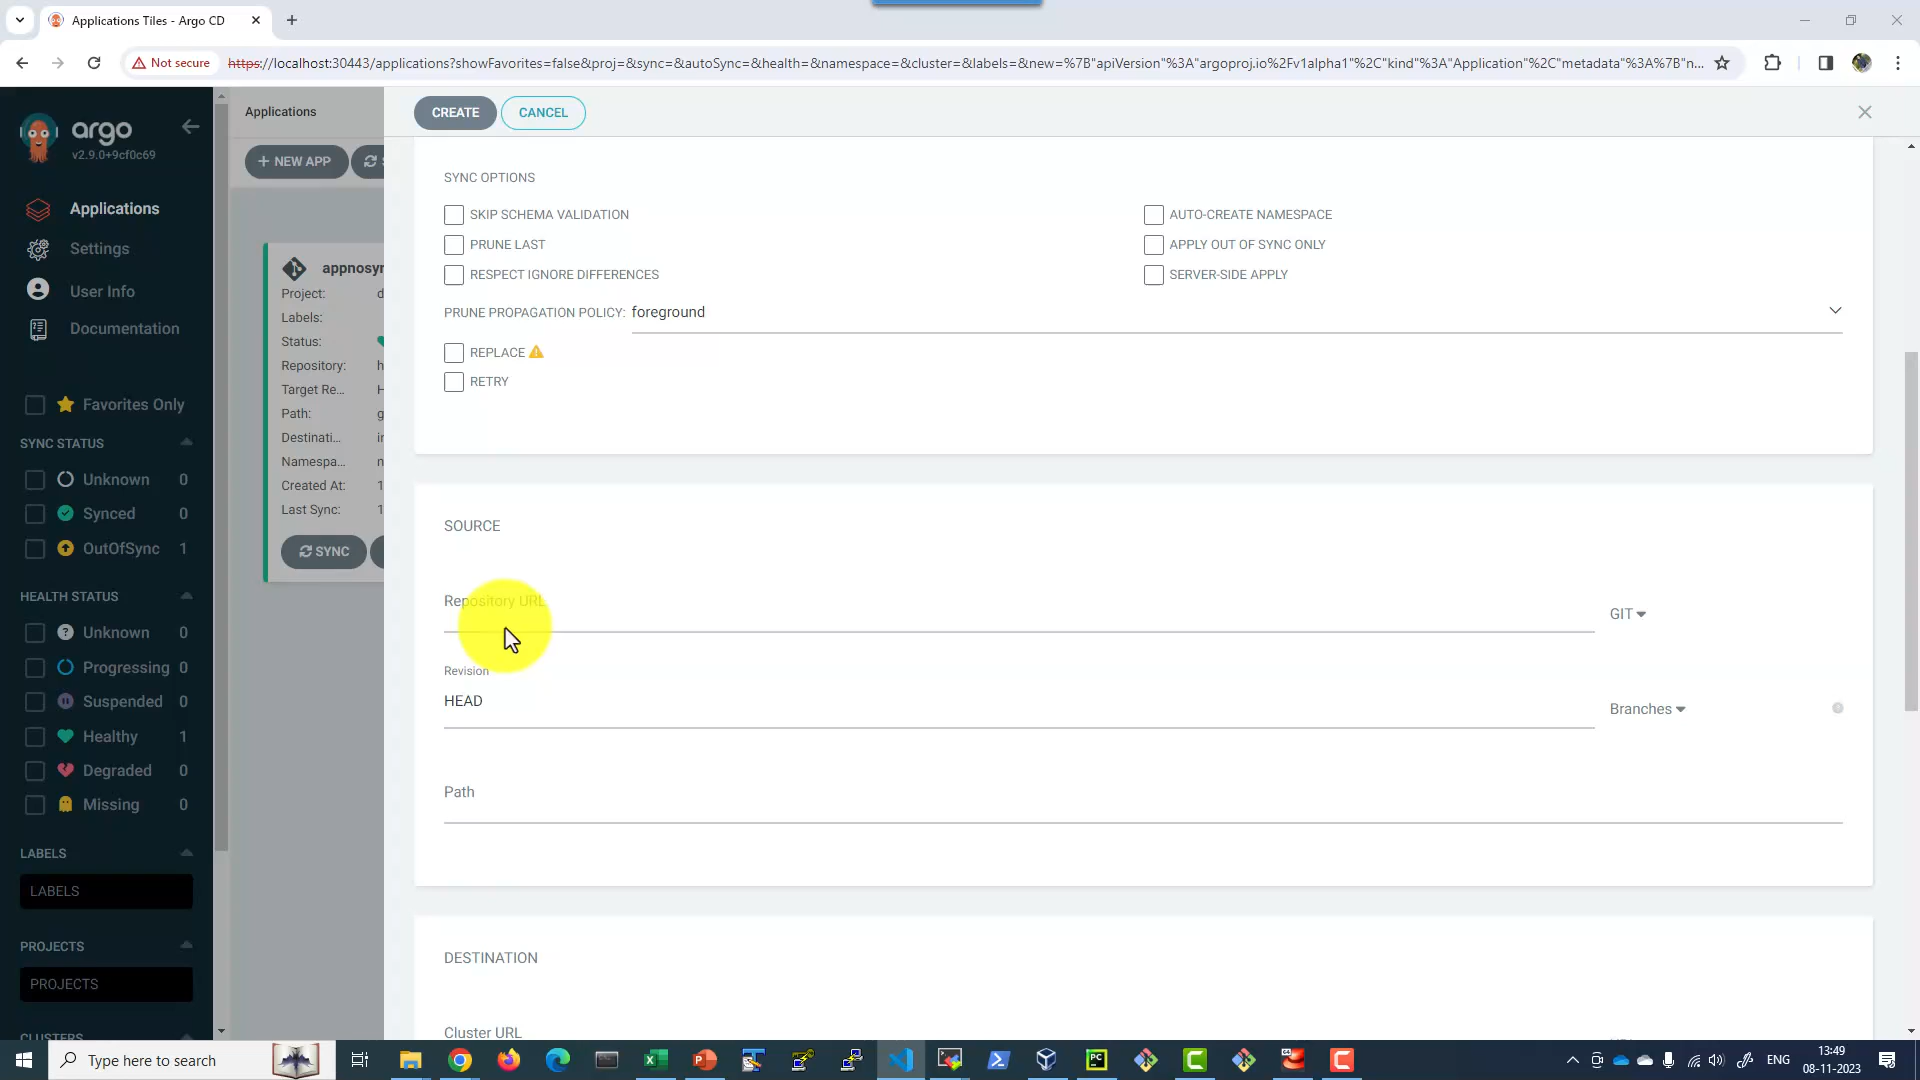 Applications Tiles - Argo CD
Not secure
https://localhost:30443/applications?showFavorites=false&proj=&sync=&autoSync=&health=&namespace=&cluster=&labels=&new=%7B"apiVersion"%3A"argoproj.io%2Fv1alpha1"%2C"kind"%3A"Application"%2C"metadata"%3A%7B"n...
argo
v2.9.0+9cf0c69
Applications
Settings
User Info
Documentation
Favorites Only
SYNC STATUS
Unknown 0
Synced 0
OutOfSync 1
HEALTH STATUS
Unknown 0
Progressing 0
Suspended 0
Healthy 1
Degraded 0
Missing 0
LABELS
LABELS
PROJECTS
PROJECTS
CLUSTERS
Applications
+ NEW APP
S
appnosyn
Project: d
Labels:
Status:
Repository: h
Target Re... H
Path: g
Destinati... in
Namespa... n
Created At: 1
Last Sync: 1
SYNC
CREATE
CANCEL
SYNC OPTIONS
SKIP SCHEMA VALIDATION
AUTO-CREATE NAMESPACE
PRUNE LAST
APPLY OUT OF SYNC ONLY
RESPECT IGNORE DIFFERENCES
SERVER-SIDE APPLY
PRUNE PROPAGATION POLICY: foreground
REPLACE
RETRY
SOURCE
Repository URL
GIT
Revision
HEAD
Branches
Path
DESTINATION
Cluster URL
Type here to search
ENG
13:49
08-11-2023